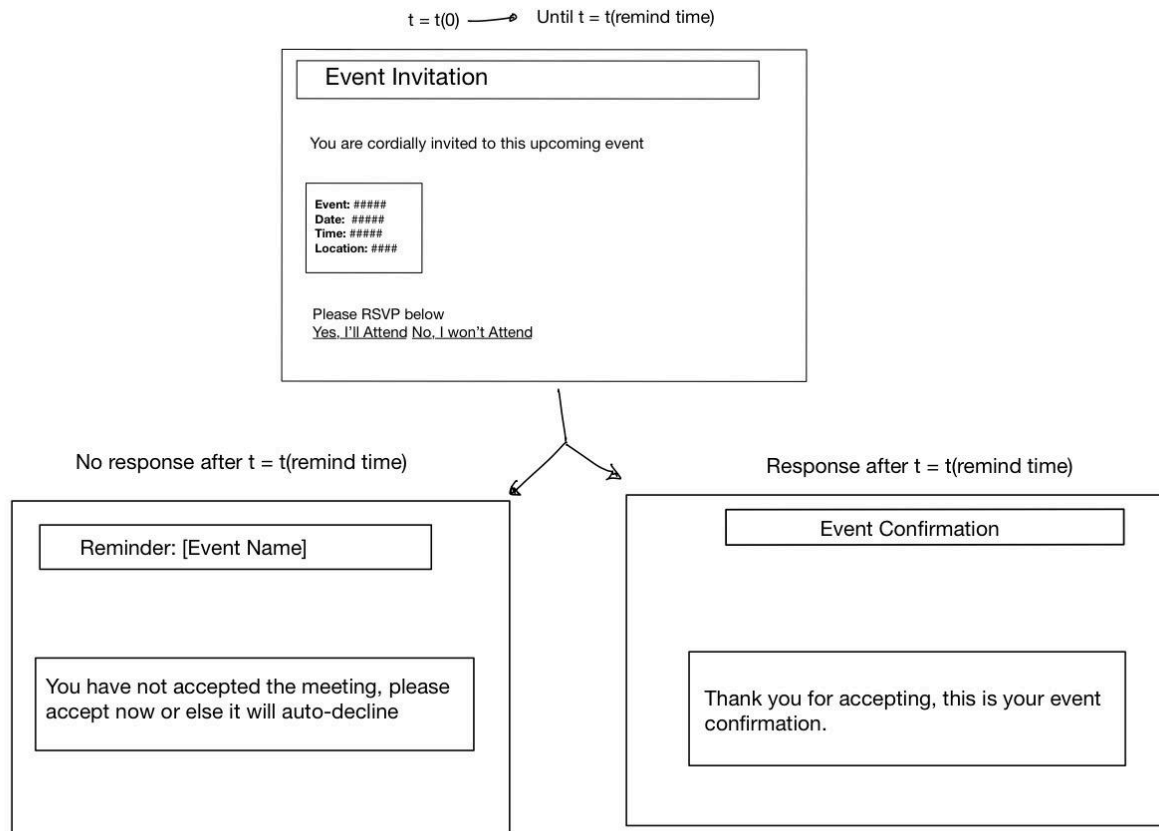 t = t(0) Until t = t(remind time)
Event Invitation
You are cordially invited to this upcoming event
Event: #####
Date: #####
Time: #####
Location: ####
Please RSVP below
Yes, I'll Attend No, I won't Attend
No response after t = t(remind time)
Reminder: [Event Name]
You have not accepted the meeting, please
accept now or else it will auto-decline
Response after t = t(remind time)
Event Confirmation
Thank you for accepting, this is your event
confirmation.